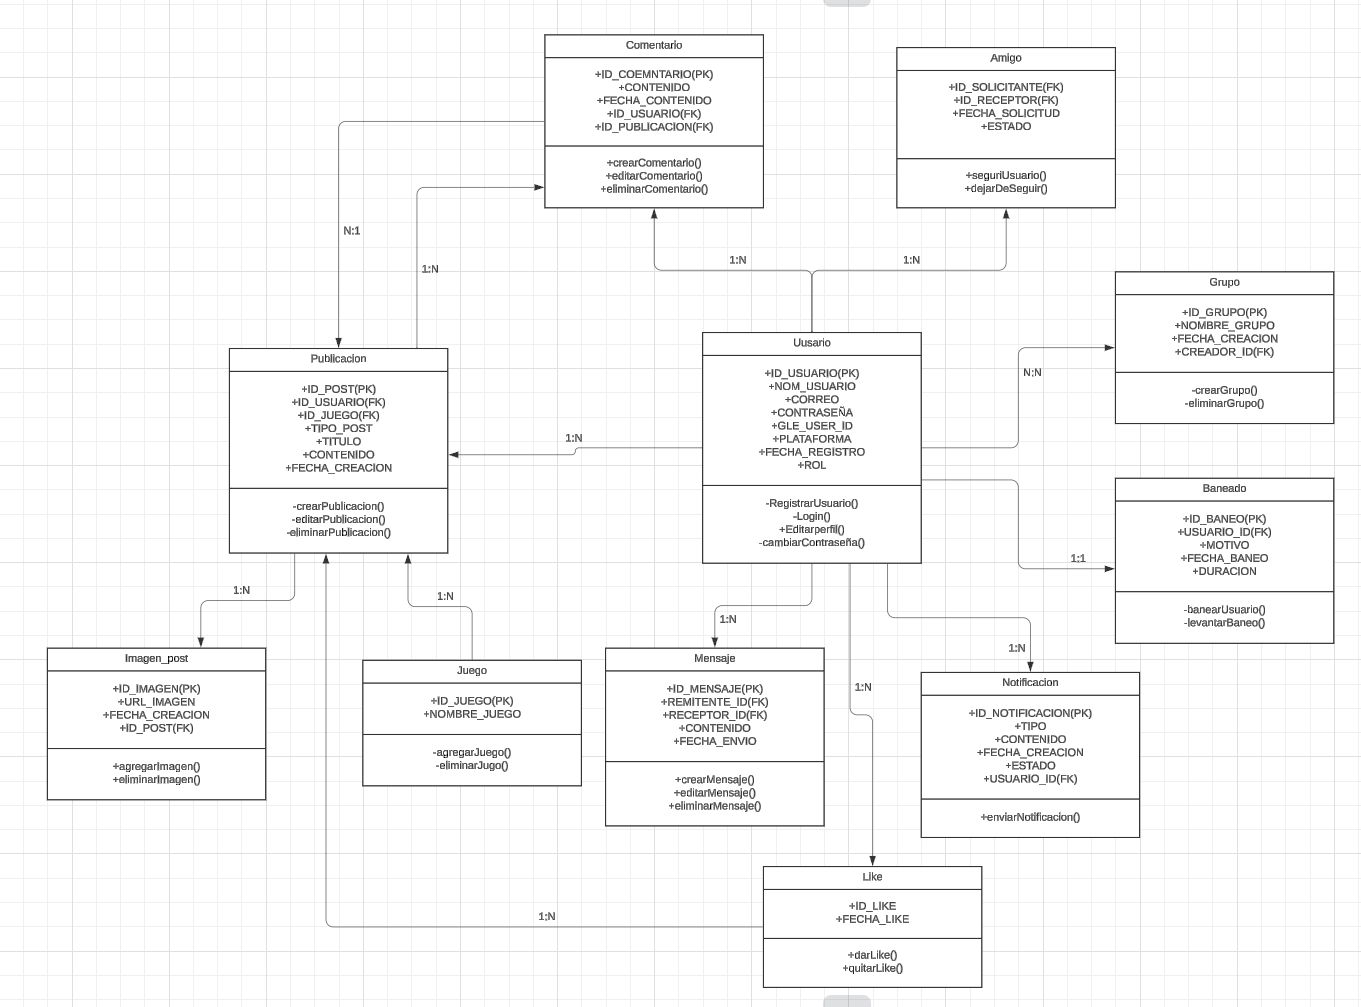 Comentario
+ID_COEMNTARIO(PK)
+CONTENIDO
+FECHA_CONTENIDO
+ID_USUARIO(FK)
+ID_PUBLICACION(FK)
+crearComentario()
+editarComentario()
+eliminarComentario()
Amigo
+ID_SOLICITANTE(FK)
+ID_RECEPTOR(FK)
+FECHA_SOLICITUD
+ESTADO
+seguriUsuario()
+dejarDeSeguir()
N:1
1:N
1:N
1:N
Grupo
+ID_GRUPO(PK)
+NOMBRE_GRUPO
+FECHA_CREACION
+CREADOR_ID(FK)
-crearGrupo()
-eliminarGrupo()
Publicacion
+ID_POST(PK)
+ID_USUARIO(FK)
+ID_JUEGO(FK)
+TIPO_POST
+TITULO
+CONTENIDO
+FECHA_CREACION
-crearPublicacion()
-editarPublicacion()
-eliminarPublicacion()
1:N
Uusario
+ID_USUARIO(PK)
+NOM_USUARIO
+CORREO
+CONTRASEÑA
+GLE_USER_ID
+PLATAFORMA
+FECHA_REGISTRO
+ROL
-RegistrarUsuario()
-Login()
+Editarperfil()
-cambiarContraseña()
N:N
1:1
Baneado
+ID_BANEO(PK)
+USUARIO_ID(FK)
+MOTIVO
+FECHA_BANEO
+DURACION
-banearUsuario()
-levantarBaneo()
1:N
1:N
1:N
1:N
1:N
Imagen_post
+ID_IMAGEN(PK)
+URL_IMAGEN
+FECHA_CREACION
+ID_POST(FK)
+agregarImagen()
+eliminarImagen()
Juego
+ID_JUEGO(PK)
+NOMBRE_JUEGO
-agregarJuego()
-eliminarJugo()
Mensaje
+ID_MENSAJE(PK)
+REMITENTE_ID(FK)
+RECEPTOR_ID(FK)
+CONTENIDO
+FECHA_ENVIO
+crearMensaje()
+editarMensaje()
+eliminarMensaje()
Notificacion
+ID_NOTIFICACION(PK)
+TIPO
+CONTENIDO
+FECHA_CREACION
+ESTADO
+USUARIO_ID(FK)
+enviarNotificacion()
Like
+ID_LIKE
+FECHA_LIKE
+darLike()
+quitarLike()
1:N